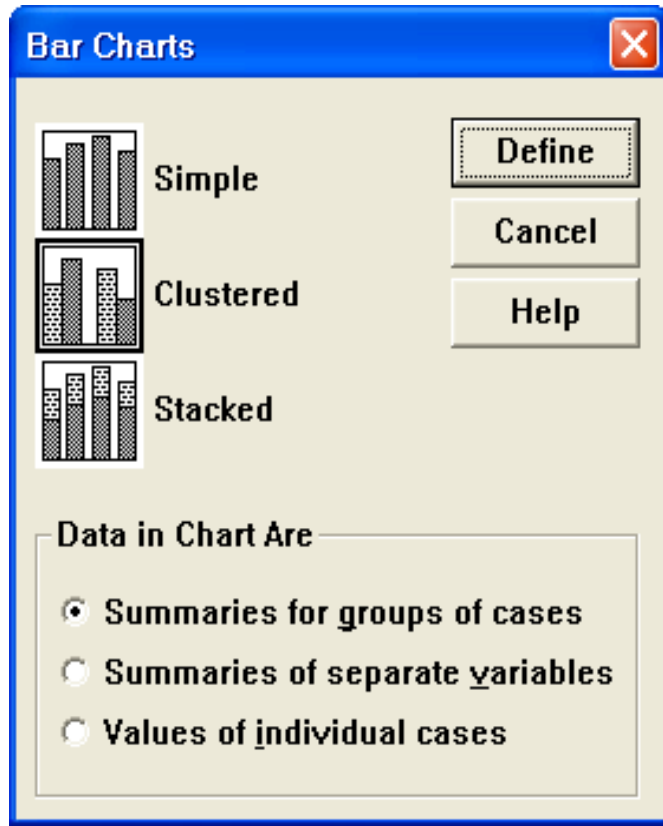 Bar Charts
Simple
Define
Cancel
Clustered
Help
Stacked
Data in Chart Are
Summaries for groups of cases
Summaries of separate variables
Values of individual cases